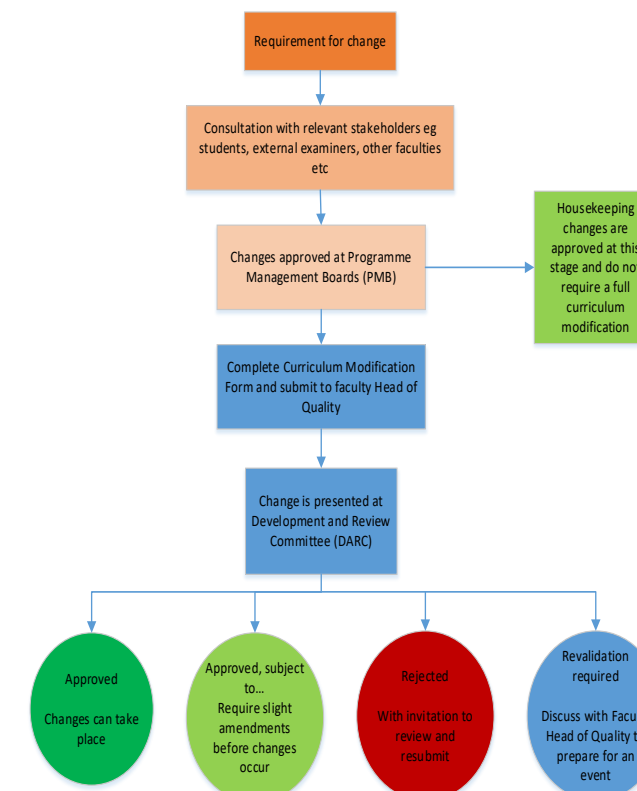 Requirement for change
Consultation with relevant stakeholders eg
students, external examiners, other faculties
etc
Changes approved at Programme
Management Boards (PMB)
Housekeeping
changes are
approved at this
stage and do not
require a full
curriculum
modification
Complete Curriculum Modification
Form and submit to faculty Head of
Quality
Change is presented at
Development and Review
Committee (DARC)
Approved
Changes can take
place
Approved, subject
to...
Require slight
amendments
before changes
occur
Rejected
With invitation to
review and
resubmit
Revalidation
required
Discuss with Facu
Head of Quality t
prepare for an
event